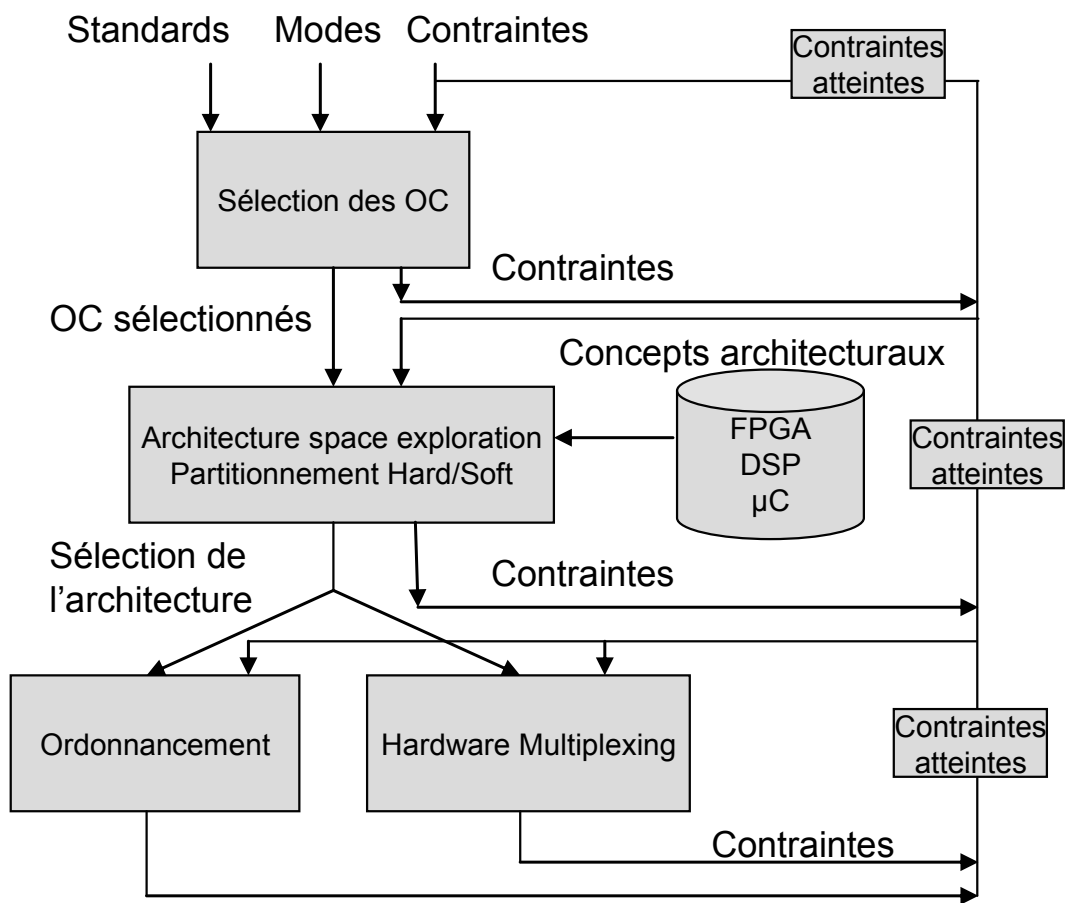 Standards
Modes
Contraintes
Contraintes
atteintes
Sélection des OC
Contraintes
OC sélectionnés
Concepts architecturaux
Architecture space exploration
Partitionnement Hard/Soft
FPGA
DSP
µC
Contraintes
atteintes
Sélection de
l’architecture
Contraintes
Ordonnancement
Hardware Multiplexing
Contraintes
atteintes
Contraintes